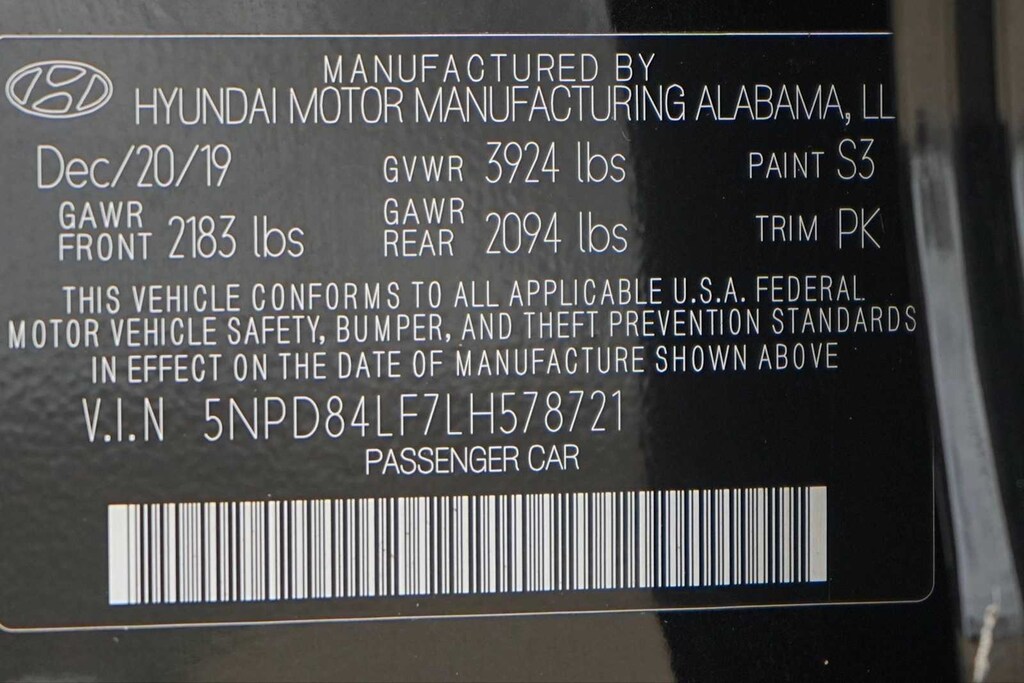 MANUFACTURED BY
HYUNDAI MOTOR MANUFACTURING ALABAMA, LL
Dec/20/19 GVWR 3924 lbs PAINT S3
GAWR FRONT 2183 lbs GAWR REAR 2094 lbs TRIM PK
THIS VEHICLE CONFORMS TO ALL APPLICABLE U.S.A. FEDERAL
MOTOR VEHICLE SAFETY, BUMPER, AND THEFT PREVENTION STANDARDS
IN EFFECT ON THE DATE OF MANUFACTURE SHOWN ABOVE
V.I.N 5NPD84LF7LH578721
PASSENGER CAR